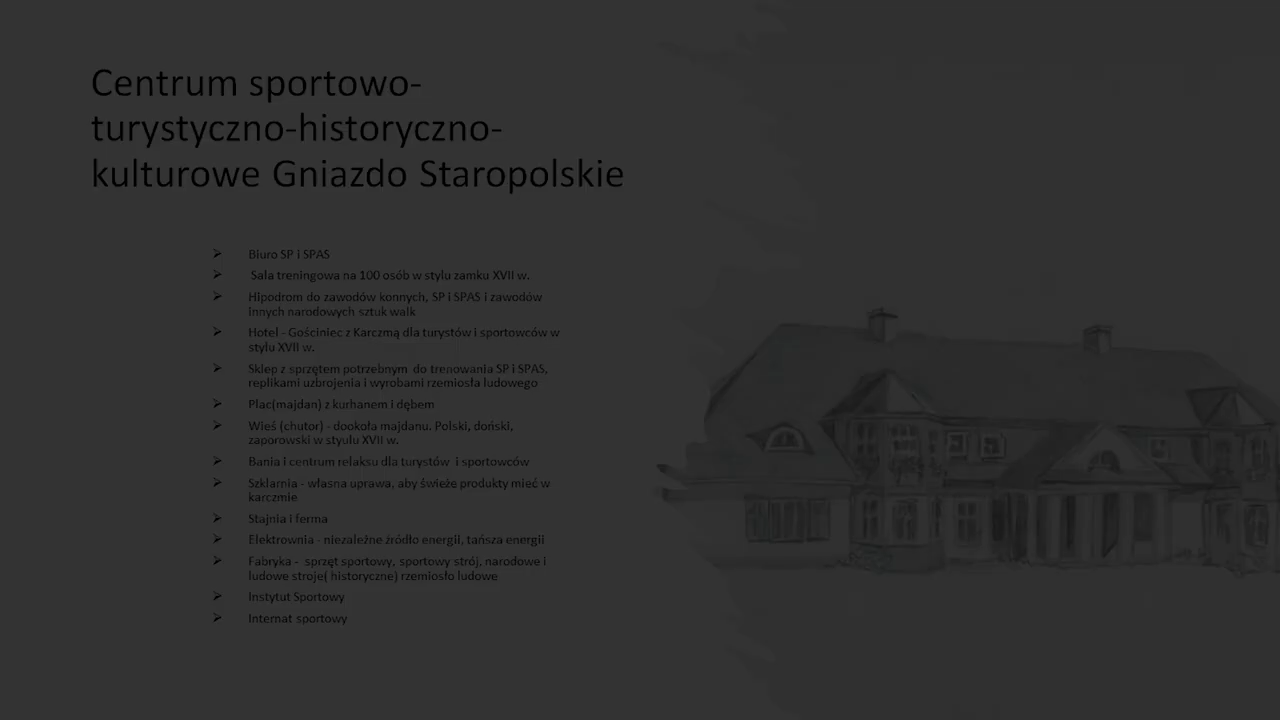 Centrum sportowo-
turystyczno-historyczno-
kulturowe Gniazdo Staropolskie
➢ Biuro SP i SPAS
➢ Sala treningowa na 100 osób w stylu zamku XVII w.
➢ Hipodrom do zawodów konnych, SP i SPAS i zawodów
innych narodowych sztuk walk
➢ Hotel - Gościniec z Karczmą dla turystów i sportowców w
stylu XVII w.
➢ Sklep z sprzętem potrzebnym do trenowania SP i SPAS,
replikami uzbrojenia i wyrobami rzemiosła ludowego
➢ Plac(majdan) z kurhanem i dębem
➢ Wieś (chutor) - dookoła majdanu. Polski, doński,
zaporowski w styulu XVII w.
➢ Bania i centrum relaksu dla turystów i sportowców
➢ Szklarnia - własna uprawa, aby świeże produkty mieć w
karczmie
➢ Stajnia i ferma
➢ Elektrownia - niezależne źródło energii, tańsza energii
➢ Fabryka - sprzęt sportowy, sportowy strój, narodowe i
ludowe stroje( historyczne) rzemiosło ludowe
➢ Instytut Sportowy
➢ Internat sportowy